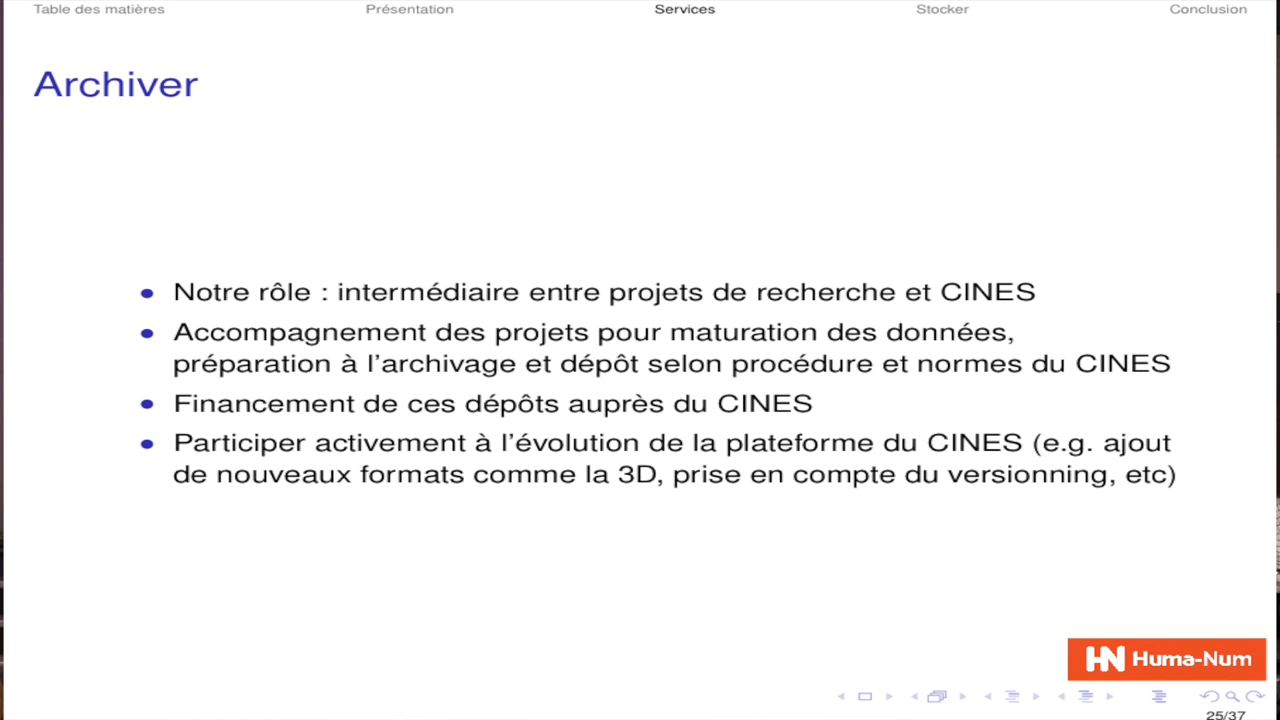 Table des matières Présentation Services Stocker Conclusion
Archiver
Notre rôle : intermédiaire entre projets de recherche et CINES
Accompagnement des projets pour maturation des données,
préparation à l'archivage et dépôt selon procédure et normes du CINES
Financement de ces dépôts auprès du CINES
Participer activement à l'évolution de la plateforme du CINES (e.g. ajout
de nouveaux formats comme la 3D, prise en compte du versionning, etc)
HN Huma-Num
25/37